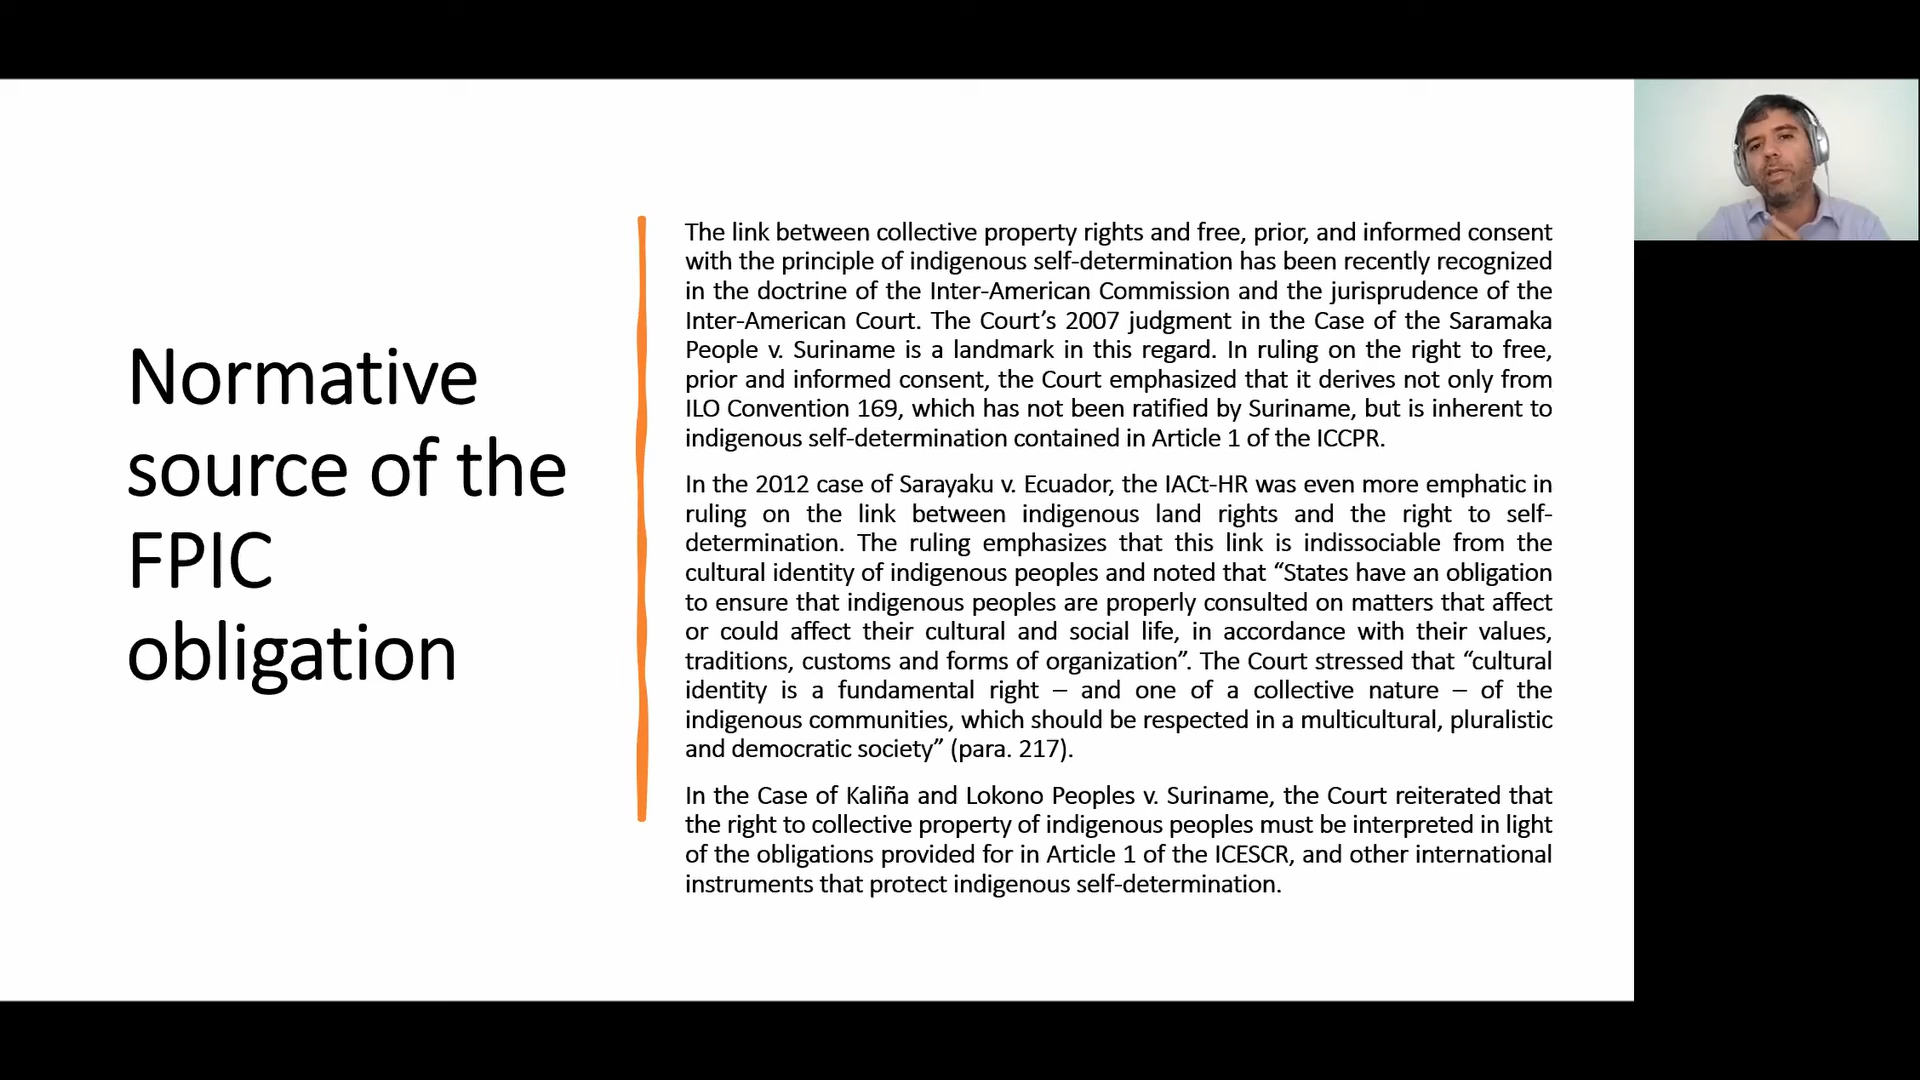 Normative
source of the
FPIC
obligation
The link between collective property rights and free, prior, and informed consent
with the principle of indigenous self-determination has been recently recognized
in the doctrine of the Inter-American Commission and the jurisprudence of the
Inter-American Court. The Court’s 2007 judgment in the Case of the Saramaka
People v. Suriname is a landmark in this regard. In ruling on the right to free,
prior and informed consent, the Court emphasized that it derives not only from
ILO Convention 169, which has not been ratified by Suriname, but is inherent to
indigenous self-determination contained in Article 1 of the ICCPR.
In the 2012 case of Sarayaku v. Ecuador, the IACt-HR was even more emphatic in
ruling on the link between indigenous land rights and the right to self-
determination. The ruling emphasizes that this link is indissociable from the
cultural identity of indigenous peoples and noted that “States have an obligation
to ensure that indigenous peoples are properly consulted on matters that affect
or could affect their cultural and social life, in accordance with their values,
traditions, customs and forms of organization”. The Court stressed that “cultural
identity is a fundamental right – and one of a collective nature – of the
indigenous communities, which should be respected in a multicultural, pluralistic
and democratic society” (para. 217).
In the Case of Kaliña and Lokono Peoples v. Suriname, the Court reiterated that
the right to collective property of indigenous peoples must be interpreted in light
of the obligations provided for in Article 1 of the ICESCR, and other international
instruments that protect indigenous self-determination.